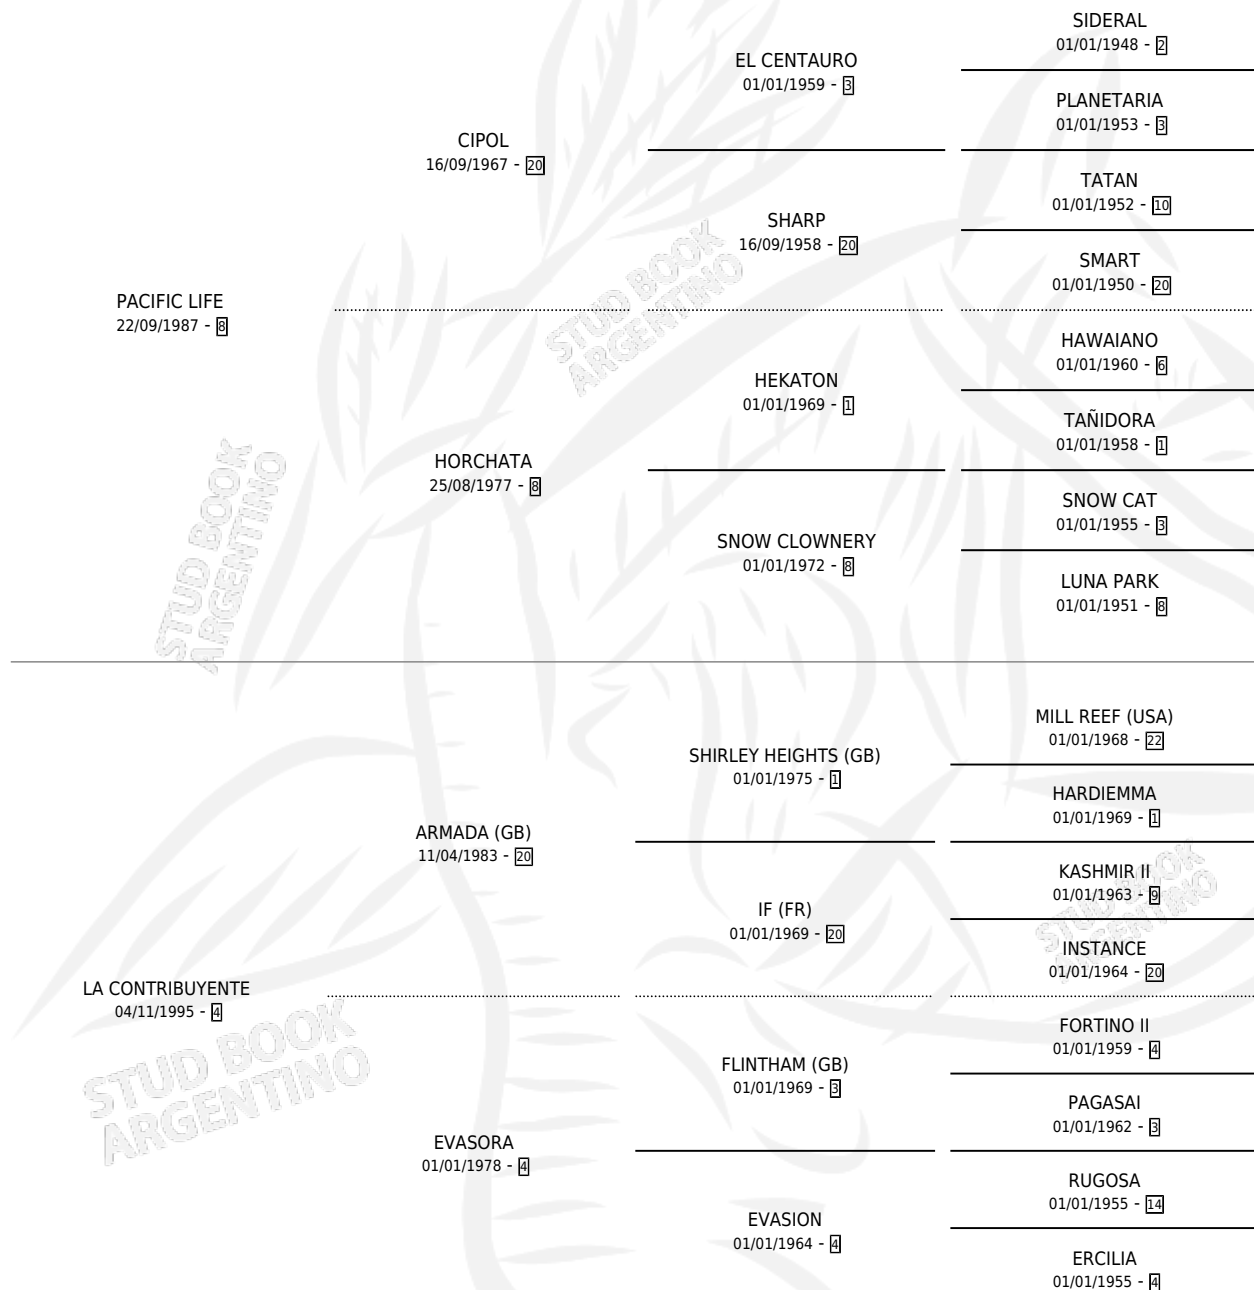 SIDERAL
01/01/1948 - 2
EL CENTAURO
01/01/1959 - 3
PLANETARIA
01/01/1953 - 3
CIPOL
16/09/1967 - 20
TATAN
01/01/1952 - 10
SHARP
16/09/1958 - 20
SMART
01/01/1950 - 20
STUD BOOK
ARGENTINO
PACIFIC LIFE
22/09/1987 - 8
HAWAIANO
01/01/1960 - 6
HEKATON
01/01/1969 - 1
TAÑIDORA
01/01/1958 - 1
HORCHATA
25/08/1977 - 8
SNOW CAT
01/01/1955 - 3
SNOW CLOWNERY
01/01/1972 - 8
LUNA PARK
01/01/1951 - 8
STUD BOOK
ARGENTINO
MILL REEF (USA)
01/01/1968 - 22
SHIRLEY HEIGHTS (GB)
01/01/1975 - 1
HARDIEMMA
01/01/1969 - 1
ARMADA (GB)
11/04/1983 - 20
KASHMIR II
01/01/1963 - 9
IF (FR)
01/01/1969 - 20
INSTANCE
01/01/1964 - 20
STUD BOOK
ARGENTINO
LA CONTRIBUYENTE
04/11/1995 - 4
FORTINO II
01/01/1959 - 4
FLINTHAM (GB)
01/01/1969 - 3
PAGASAI
01/01/1962 - 3
STUD BOOK
ARGENTINO
EVASORA
01/01/1978 - 4
RUGOSA
01/01/1955 - 14
EVASION
01/01/1964 - 4
ERCILIA
01/01/1955 - 4